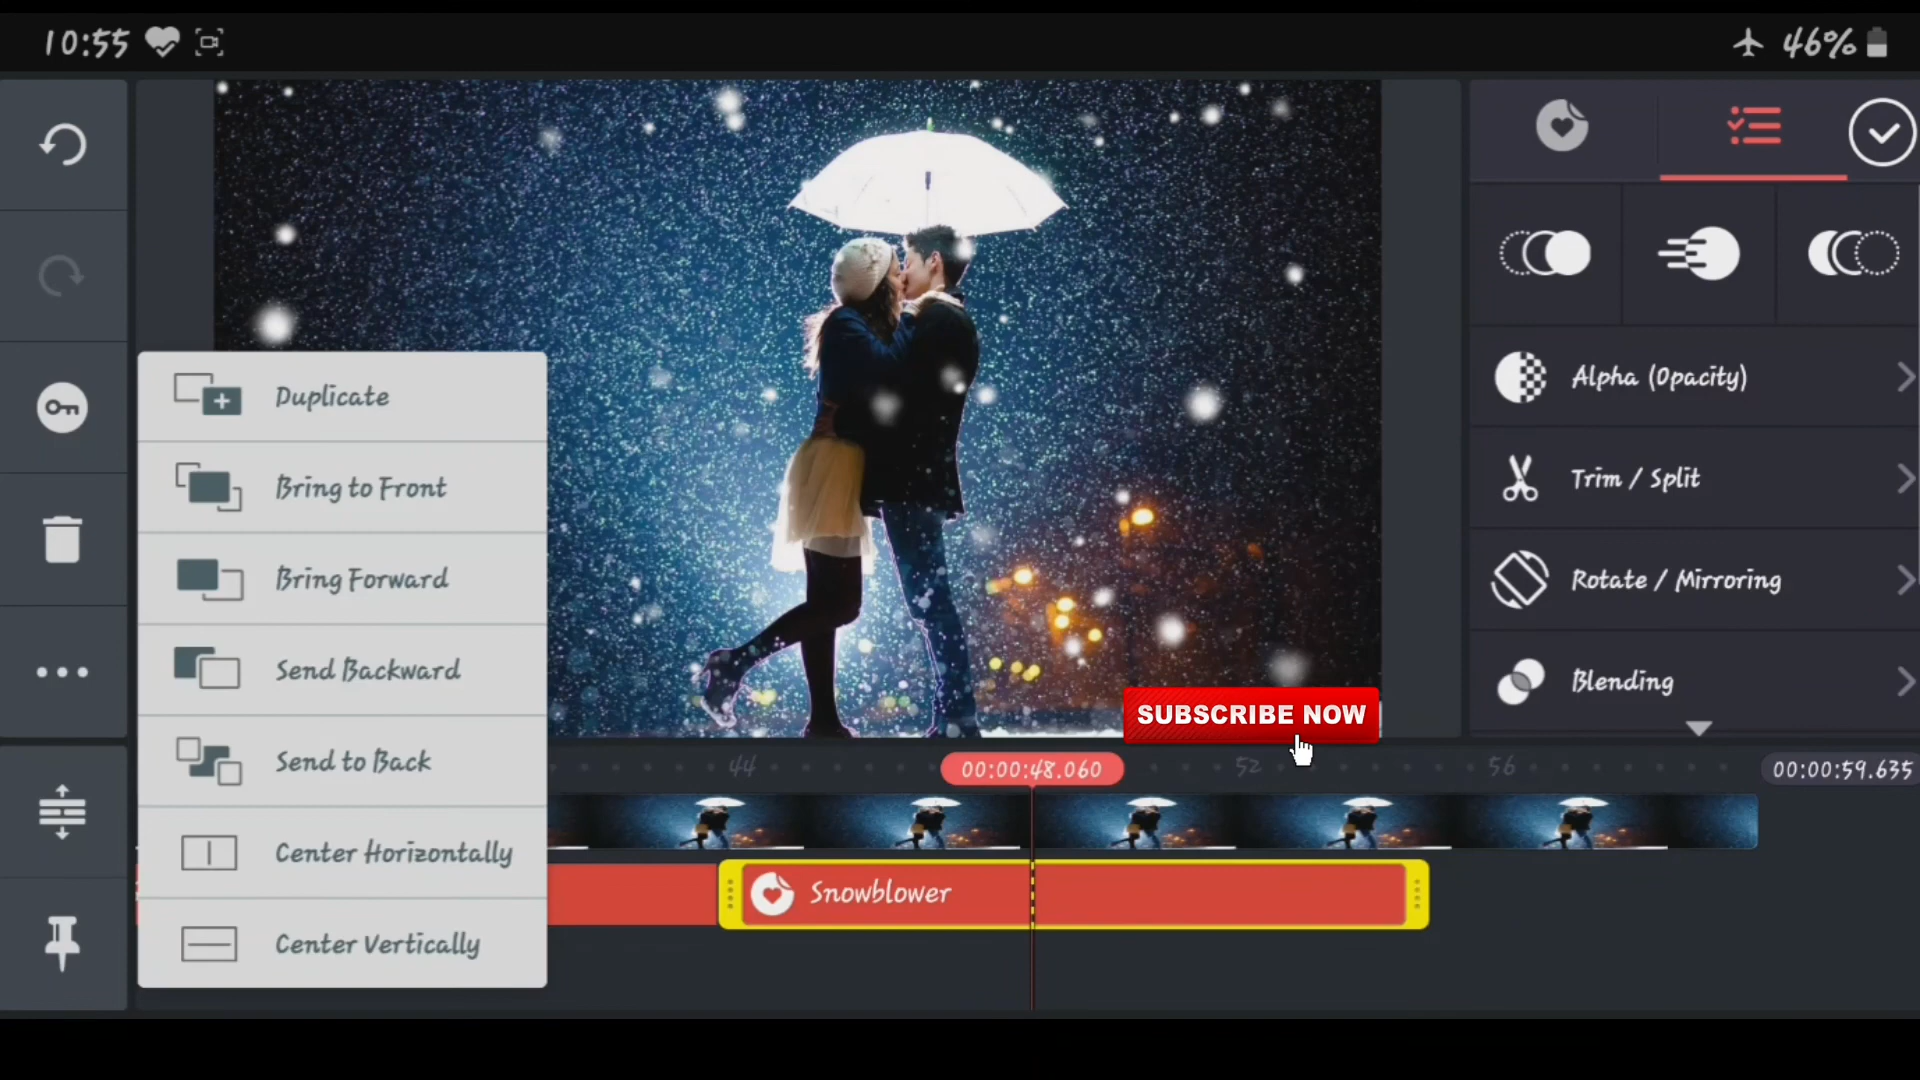 10:55
46%
Duplicate
Bring to Front
Bring Forward
Send Backward
Send to Back
Center Horizontally
Center Vertically
Alpha (Opacity)
Trim / Split
Rotate / Mirroring
Blending
SUBSCRIBE NOW
44
00:00:48.060
52
56
00:00:59.635
Snowblower